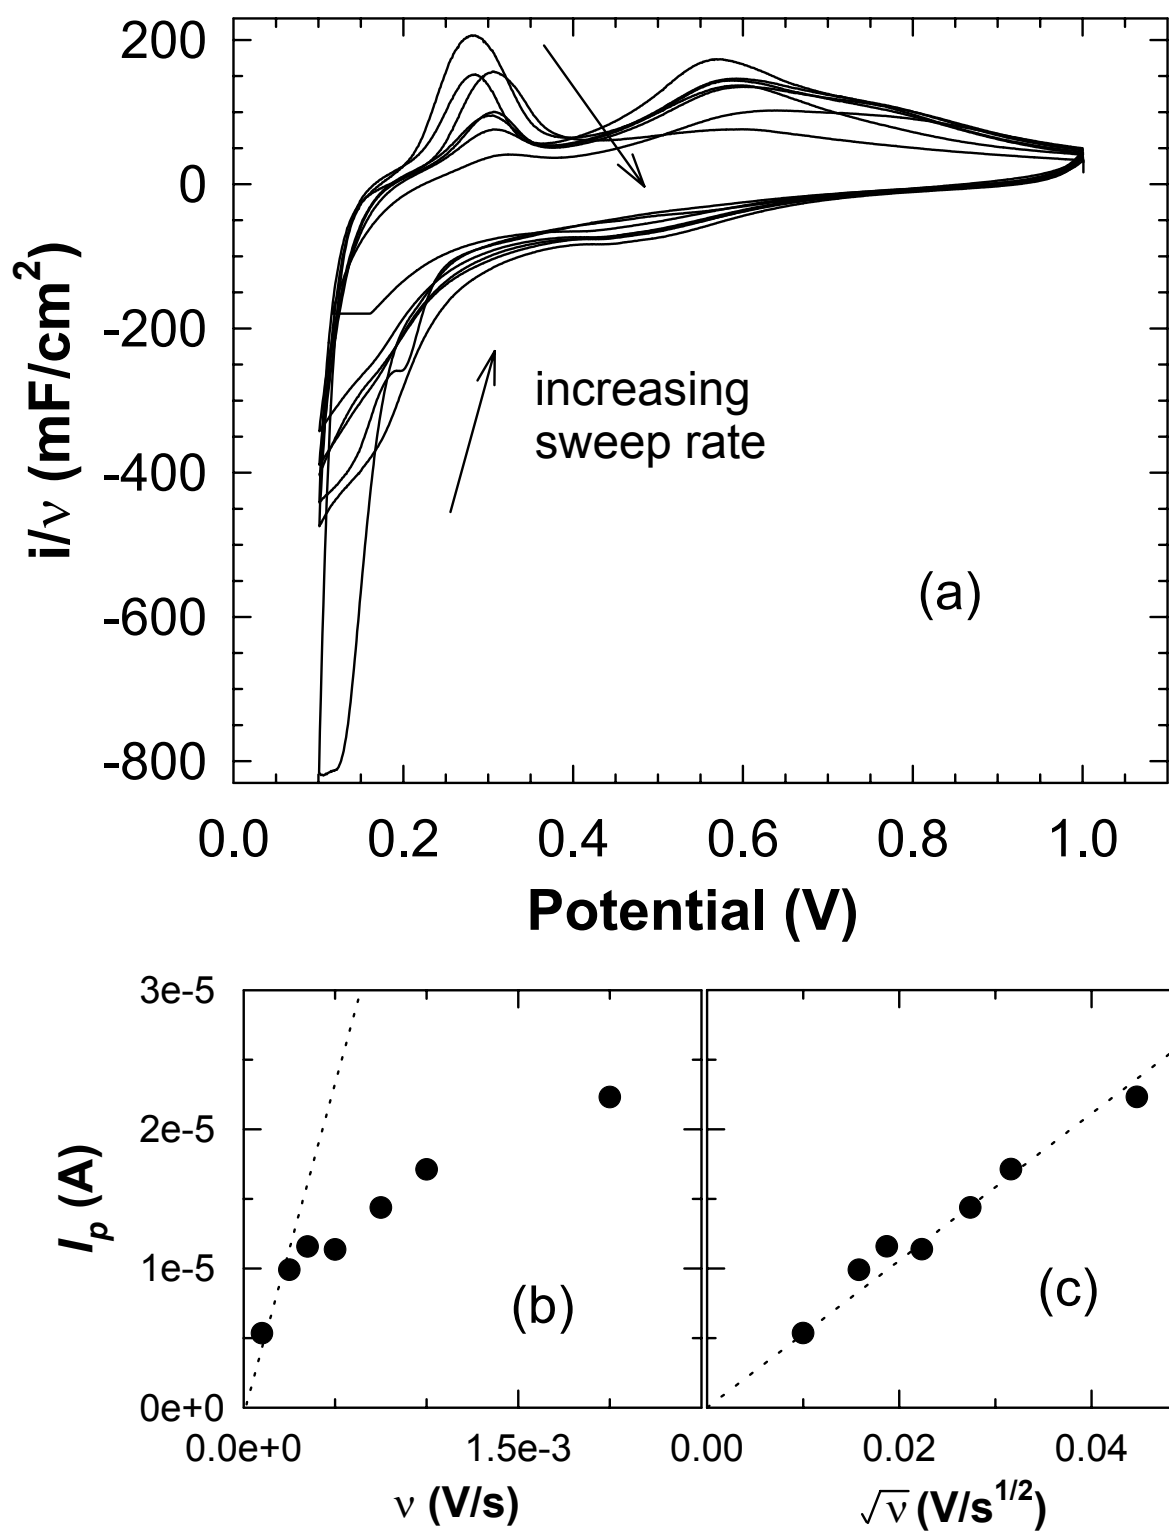 200
0
-200
-400
-600
-800
i/ν (mF/cm²)
increasing
sweep rate
(a)
0.0 0.2 0.4 0.6 0.8 1.0
Potential (V)
3e-5
2e-5
1e-5
0e+0
I_p (A)
(b)
(c)
0.0e+0 1.5e-3
0.00 0.02 0.04
ν (V/s)
√ν (V/s^1/2)